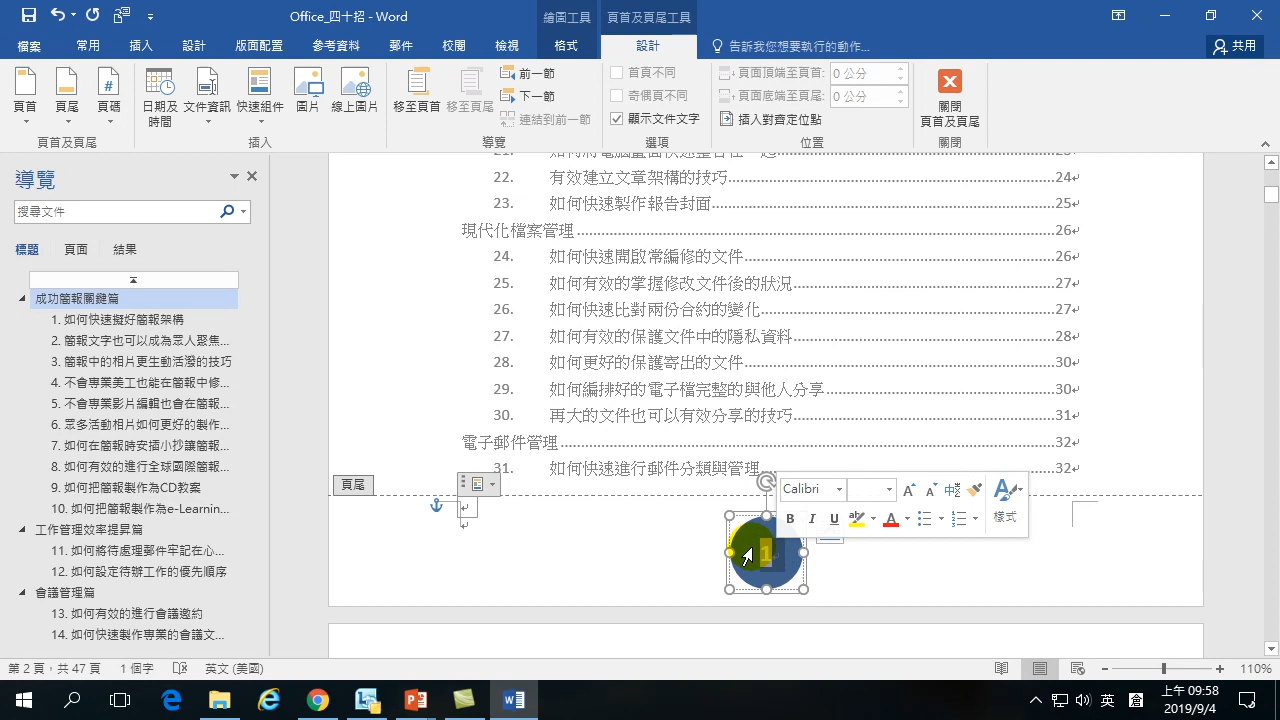 Office_四十招 - Word
繪圖工具
頁首及頁尾工具
檔案 常用 插入 設計 版面配置 參考資料 郵件 校閱 檢視 格式 設計 告訴我您想要執行的動作... 共用
頁首 頁尾 頁碼
頁首及頁尾
日期及時間 文件資訊 快速組件 圖片 線上圖片
插入
移至頁首 移至頁尾
前一節
下一節
連結到前一節
導覽
首頁不同
奇偶頁不同
顯示文件文字
選項
頁面頂端至頁首: 0 公分
頁面底端至頁尾: 0 公分
插入對齊定位點
位置
關閉
頁首及頁尾
關閉
導覽
搜尋文件
標題 頁面 結果
成功簡報關鍵篇
1. 如何快速擬好簡報架構
2. 簡報文字也可以成為眾人聚焦...
3. 簡報中的相片更生動活潑的技巧
4. 不會專業美工也能在簡報中修...
5. 不會專業影片編輯也會在簡報...
6. 眾多活動相片如何更好的製作...
7. 如何在簡報時安插小抄讓簡報...
8. 如何有效的進行全球國際簡報...
9. 如何把簡報製作為CD教案
10. 如何把簡報製作為e-Learnin...
工作管理效率提昇篇
11. 如何將待處理郵件牢記在心...
12. 如何設定待辦工作的優先順序
會議管理篇
13. 如何有效的進行會議邀約
14. 如何快速製作專業的會議文...
21. 如何將電腦畫面快速整合在一起 23
22. 有效建立文章架構的技巧 24
23. 如何快速製作報告封面 25
現代化檔案管理 26
24. 如何快速開啟常編修的文件 26
25. 如何有效的掌握修改文件後的狀況 27
26. 如何快速比對兩份合約的變化 27
27. 如何有效的保護文件中的隱私資料 28
28. 如何更好的保護寄出的文件 30
29. 如何編排好的電子檔完整的與他人分享 30
30. 再大的文件也可以有效分享的技巧 31
電子郵件管理 32
31. 如何快速進行郵件分類與管理 32
頁尾
Calibri
B I U 樣式
1
第 2 頁，共 47 頁 1 個字 英文 (美國) 110%
英
上午 09:58
2019/9/4